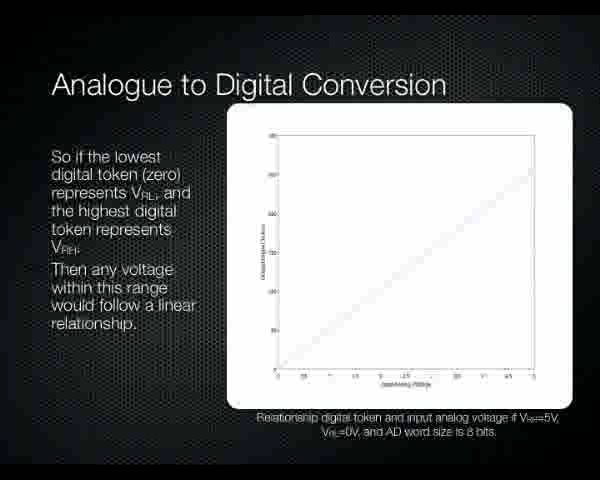 Analogue to Digital Conversion
So if the lowest
digital token (zero)
represents VRL, and
the highest digital
token represents
VRH.
Then any voltage
within this range
would follow a linear
relationship.
Relationship digital token and input analog voltage if VRH=5V,
VRL=0V, and AD word size is 8 bits.